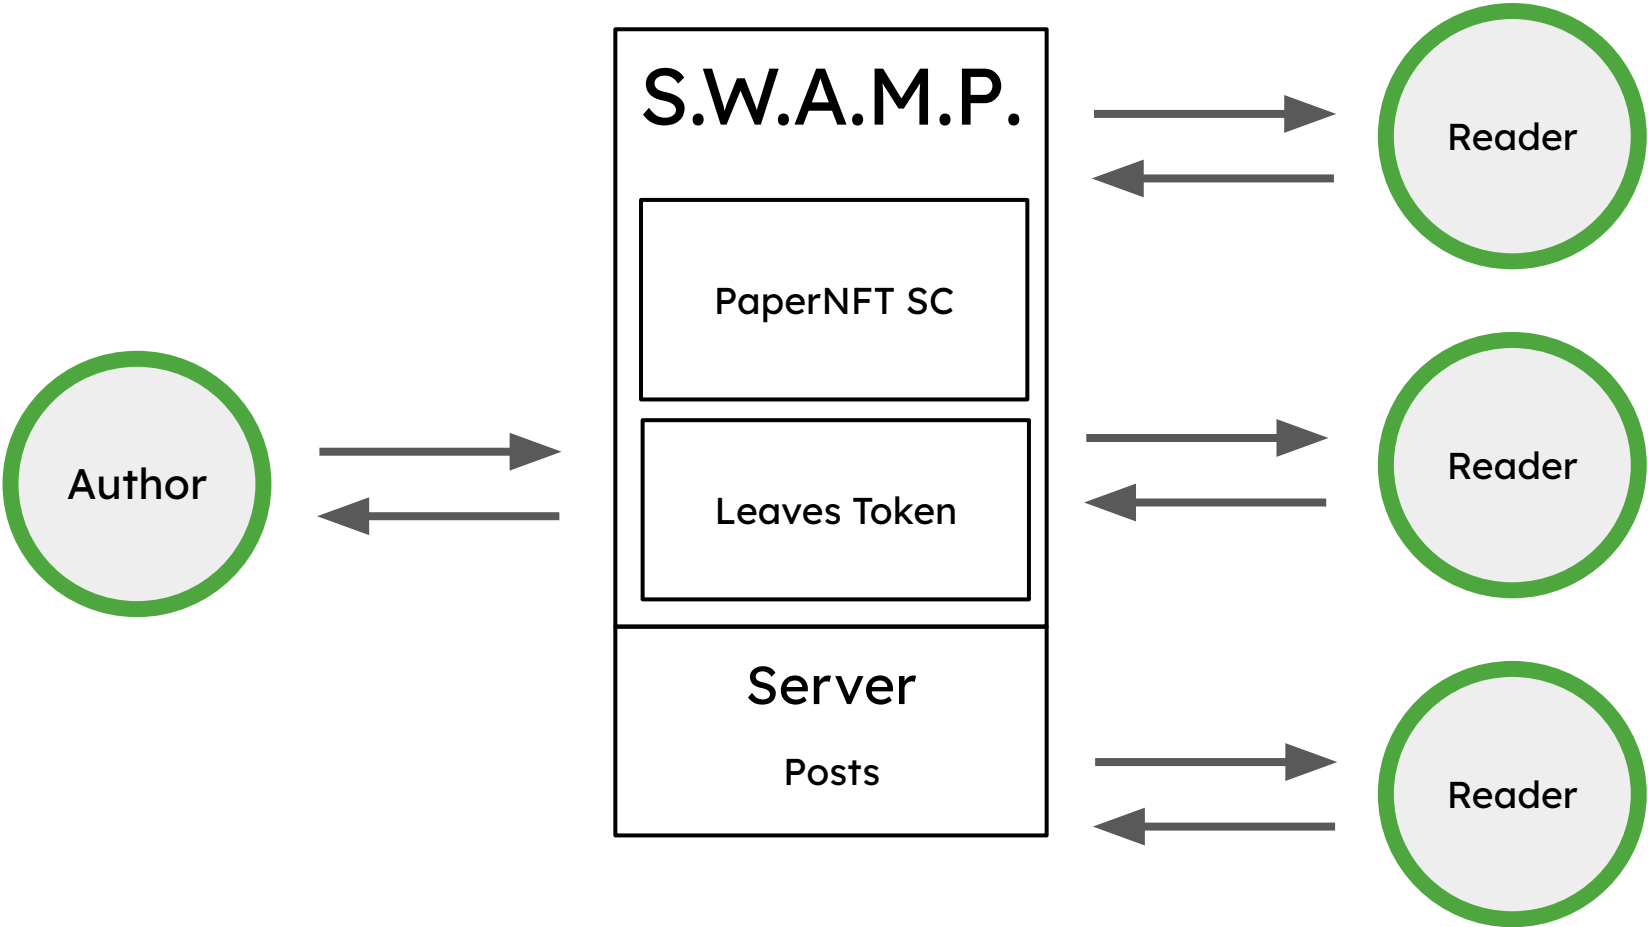 S.W.A.M.P.
PaperNFT SC
Leaves Token
Server
Posts
Author
Reader
Reader
Reader